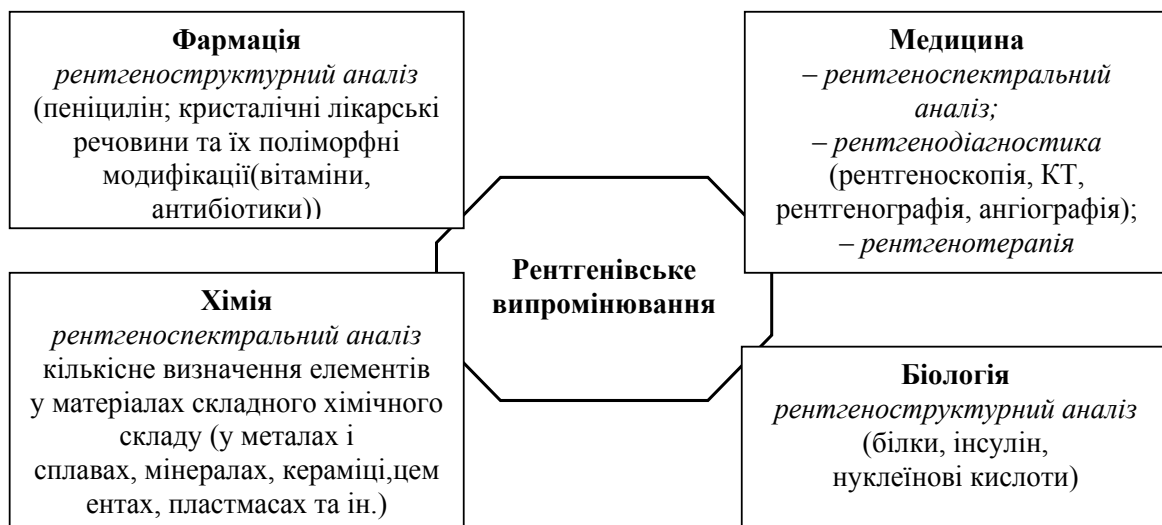 Фармація
рентгеноструктурний аналіз
(пеніцилін; кристалічні лікарські
речовини та їх поліморфні
модифікації(вітаміни,
антибіотики))
Медицина
– рентгеноспектральний
аналіз;
– рентгенодіагностика
(рентгеноскопія, КТ,
рентгенографія, ангіографія);
– рентгенотерапія
Рентгенівське
випромінювання
Хімія
рентгеноспектральний аналіз
кількісне визначення елементів
у матеріалах складного хімічного
складу (у металах і
сплавах, мінералах, кераміці,цем
ентах, пластмасах та ін.)
Біологія
рентгеноструктурний аналіз
(білки, інсулін,
нуклеїнові кислоти)